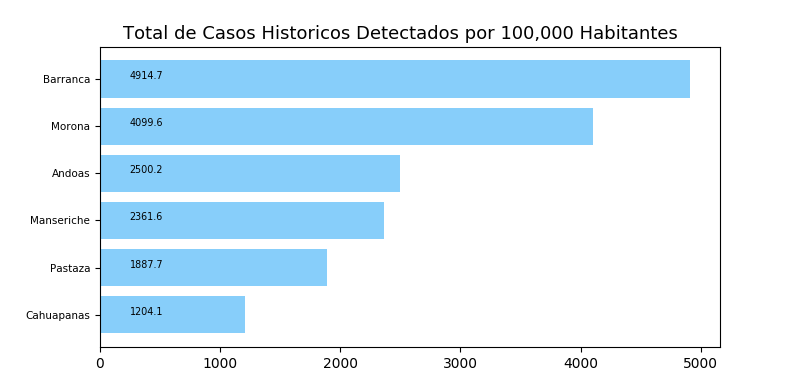 Total de Casos Historicos Detectados por 100,000 Habitantes
Barranca 4914.7
Morona 4099.6
Andoas 2500.2
Manseriche 2361.6
Pastaza 1887.7
Cahuapanas 1204.1
0 1000 2000 3000 4000 5000